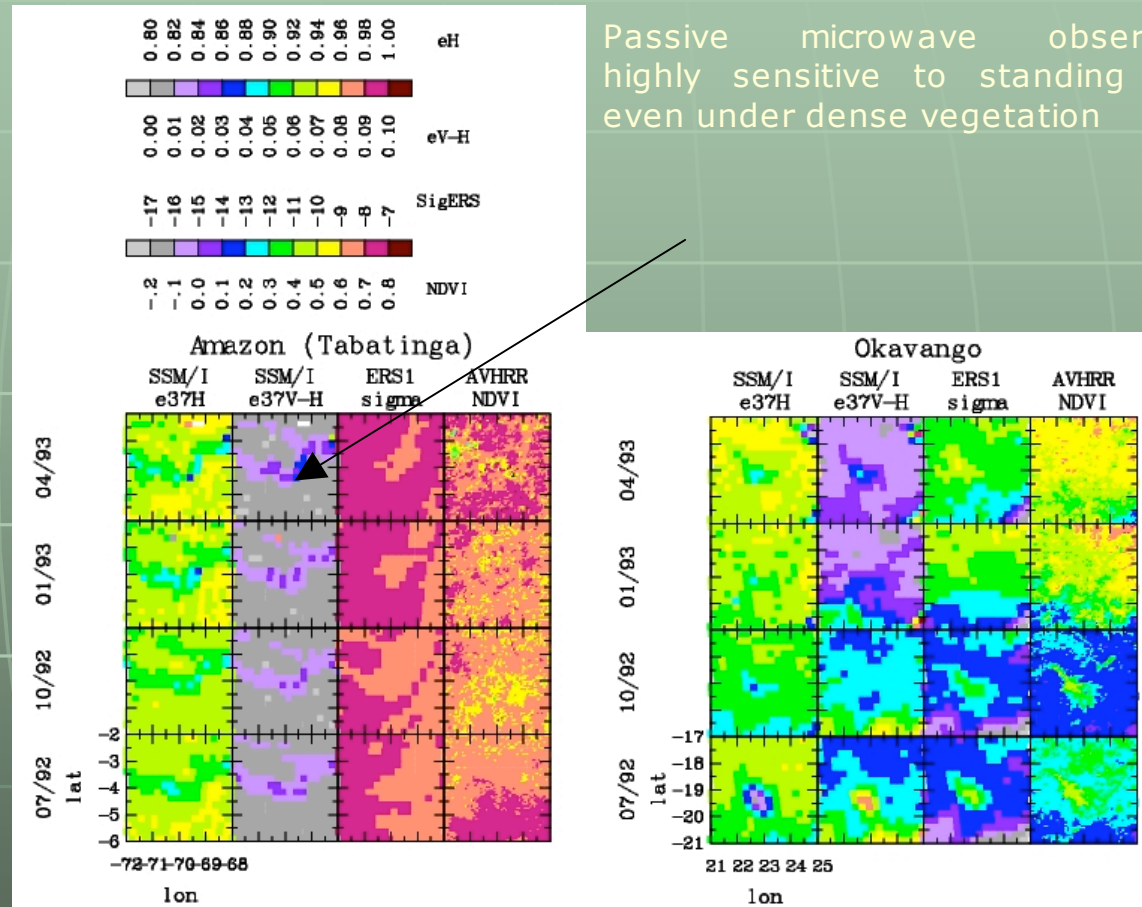 0.80 0.82 0.84 0.86 0.88 0.90 0.92 0.94 0.96 0.98 1.00
eH
0.00 0.01 0.02 0.03 0.04 0.05 0.06 0.07 0.08 0.09 0.10
eV-H
-17 -16 -15 -14 -13 -12 -11 -10 -9 -8 -7
SigERS
-.2 -.1 0.0 0.1 0.2 0.3 0.4 0.5 0.6 0.7 0.8
NDVI
Passive microwave obser
highly sensitive to standing
even under dense vegetation
Amazon (Tabatinga)
SSM/I SSM/I ERS1 AVHRR
e37H e37V-H sigma NDVI
04/93
01/93
10/92
07/92
lat
-2
-3
-4
-5
-6
-72-71-70-69-68
lon
Okavango
SSM/I SSM/I ERS1 AVHRR
e37H e37V-H sigma NDVI
04/93
01/93
10/92
07/92
lat
-17
-18
-19
-20
-21
21 22 23 24 25
lon